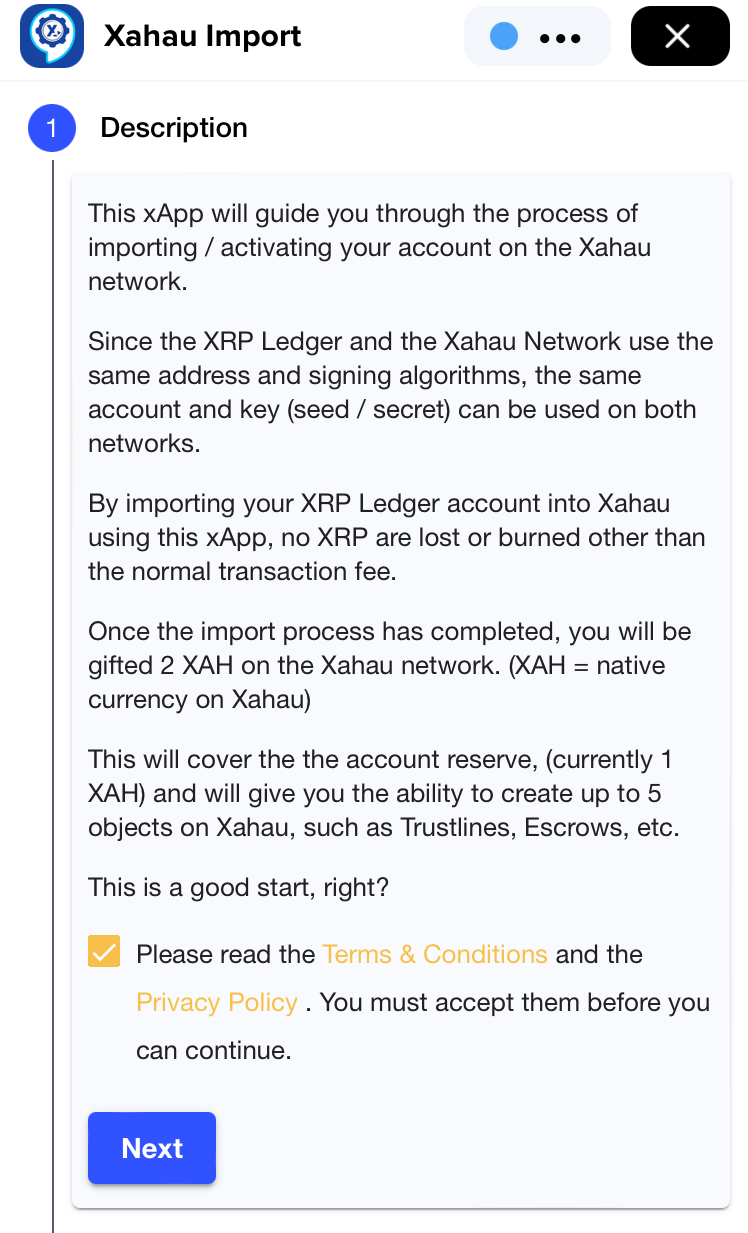 Xahau Import
1 Description
This xApp will guide you through the process of
importing / activating your account on the Xahau
network.
Since the XRP Ledger and the Xahau Network use the
same address and signing algorithms, the same
account and key (seed / secret) can be used on both
networks.
By importing your XRP Ledger account into Xahau
using this xApp, no XRP are lost or burned other than
the normal transaction fee.
Once the import process has completed, you will be
gifted 2 XAH on the Xahau network. (XAH = native
currency on Xahau)
This will cover the the account reserve, (currently 1
XAH) and will give you the ability to create up to 5
objects on Xahau, such as Trustlines, Escrows, etc.
This is a good start, right?
Please read the Terms & Conditions and the
Privacy Policy . You must accept them before you
can continue.
Next